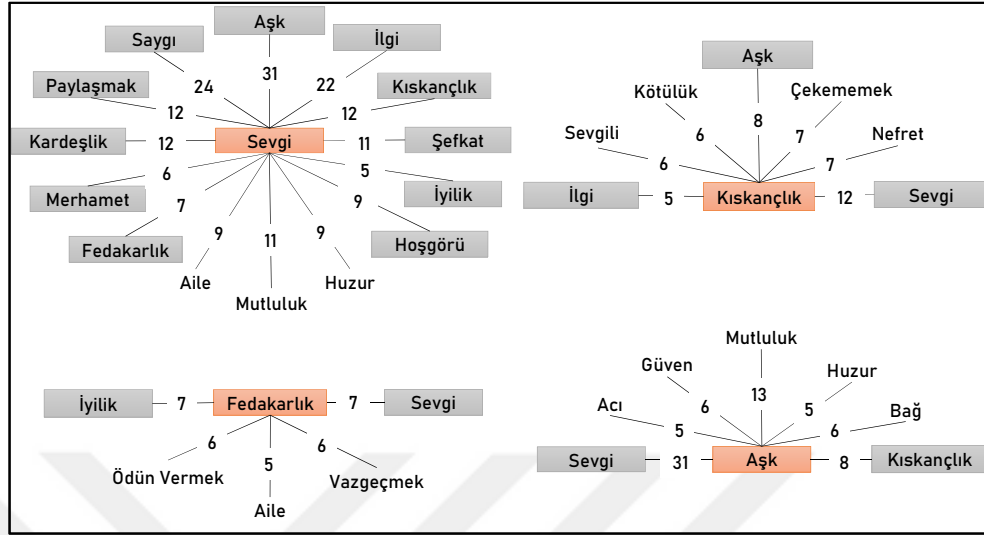 Aşk
Saygı
İlgi
31
24
22
Paylaşmak
Kıskançlık
12
12
Kardeşlik
12
Sevgi
11
Şefkat
6
5
Merhamet
İyilik
7
9
Fedakarlık
Hoşgörü
9
11
9
Aile
Mutluluk
Huzur
Aşk
Kötülük
Çekememek
8
Sevgili
6
7
Nefret
6
7
İlgi
5
Kıskançlık
12
Sevgi
İyilik
7
Fedakarlık
7
Sevgi
6
5
6
Ödün Vermek
Vazgeçmek
Aile
Mutluluk
Güven
Huzur
Acı
6
13
5
Bağ
5
6
Sevgi
31
Aşk
8
Kıskançlık